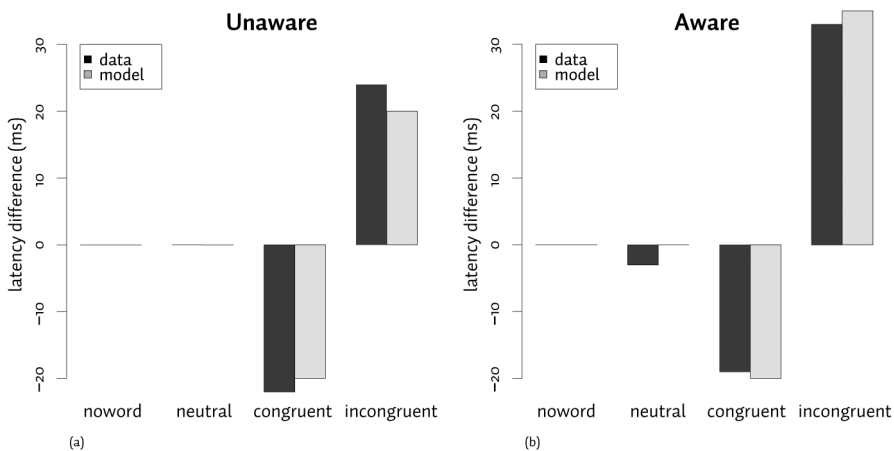 Unaware
data
model
latency difference (ms)
30
20
10
0
−10
−20
noword neutral congruent incongruent
(a)
Aware
data
model
latency difference (ms)
30
20
10
0
−10
−20
noword neutral congruent incongruent
(b)